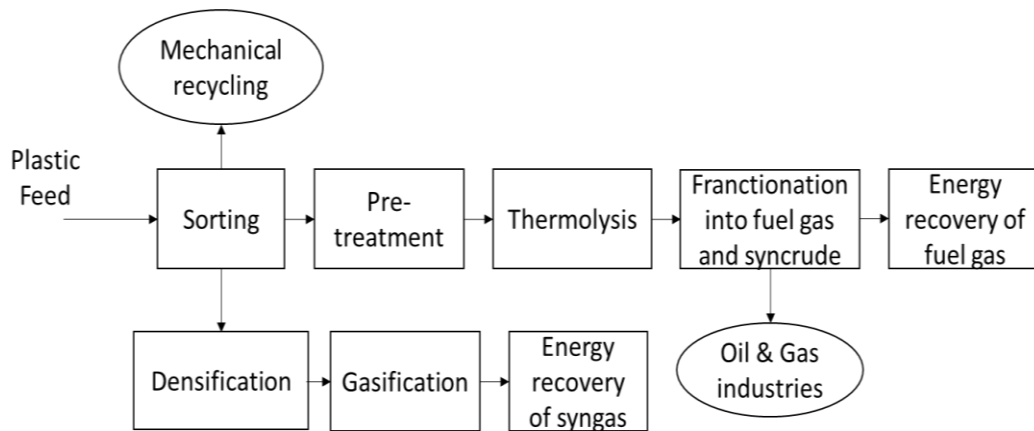 Mechanical
recycling
Plastic
Feed
Sorting
Pre-
treatment
Thermolysis
Franctionation
into fuel gas
and syncrude
Energy
recovery of
fuel gas
Densification
Gasification
Energy
recovery
of syngas
Oil & Gas
industries